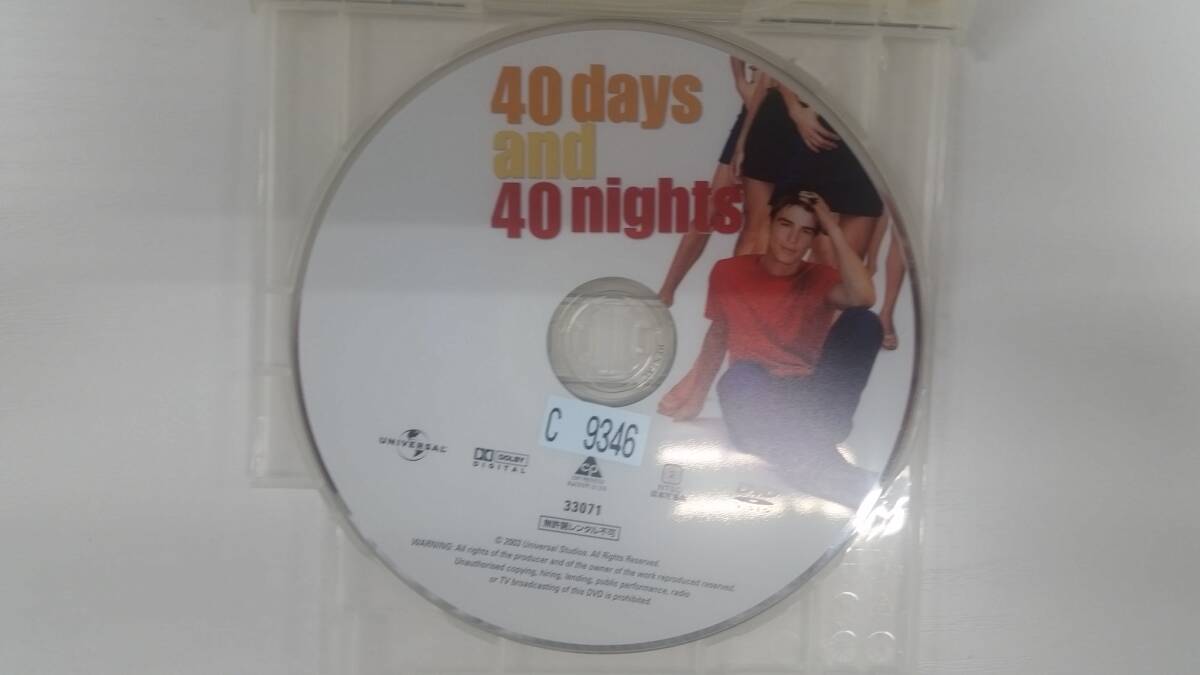 40 days
and
40 nights
C 9346
UNIVERSAL
DOLBY
DIGITAL
33071
無許諾レンタル不可
© 2003 Universal Studios. All Rights Reserved.
WARNING: All rights of the producer and of the owner of the work reproduced reserved.
Unauthorised copying, hiring, lending, public performance, radio
or TV broadcasting of this DVD is prohibited.